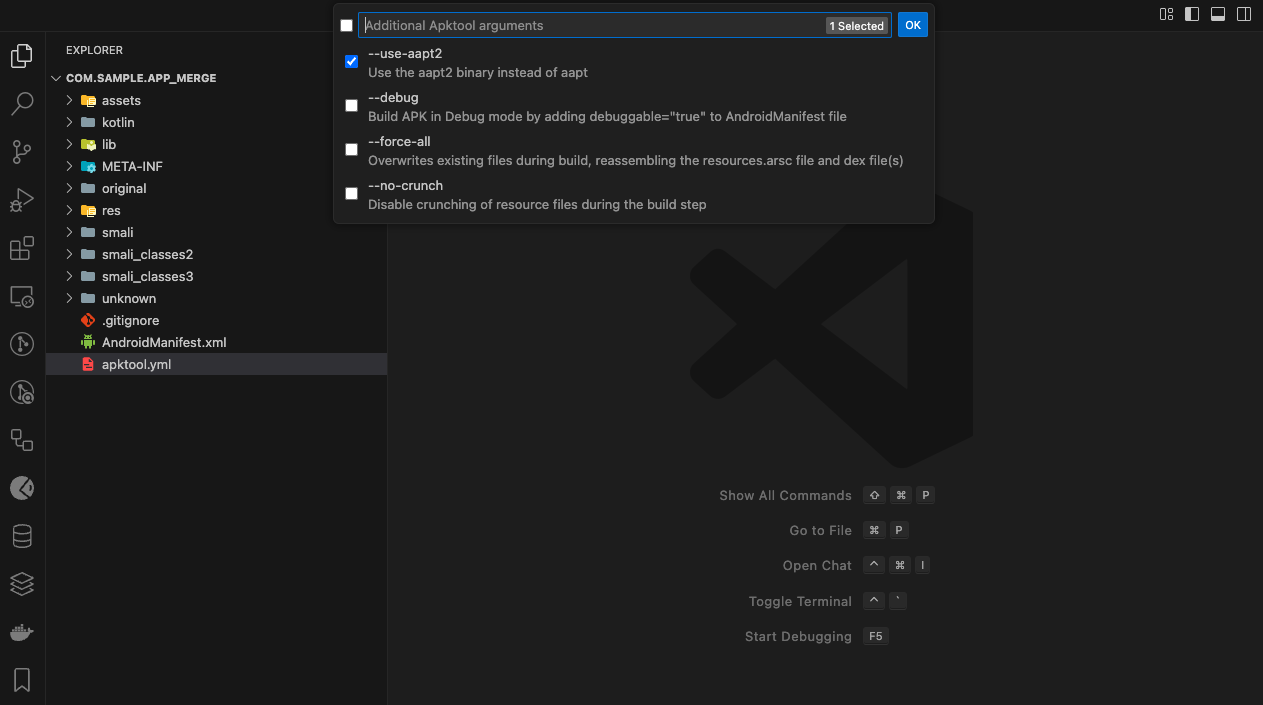 Additional Apktool arguments
1 Selected
OK
--use-aapt2
Use the aapt2 binary instead of aapt
--debug
Build APK in Debug mode by adding debuggable="true" to AndroidManifest file
--force-all
Overwrites existing files during build, reassembling the resources.arsc file and dex file(s)
--no-crunch
Disable crunching of resource files during the build step
EXPLORER
COM.SAMPLE.APP_MERGE
assets
kotlin
lib
META-INF
original
res
smali
smali_classes2
smali_classes3
unknown
.gitignore
AndroidManifest.xml
apktool.yml
Show All Commands ⇧ ⌘ P
Go to File ⌘ P
Open Chat ^ ⌘ I
Toggle Terminal ^ `
Start Debugging F5